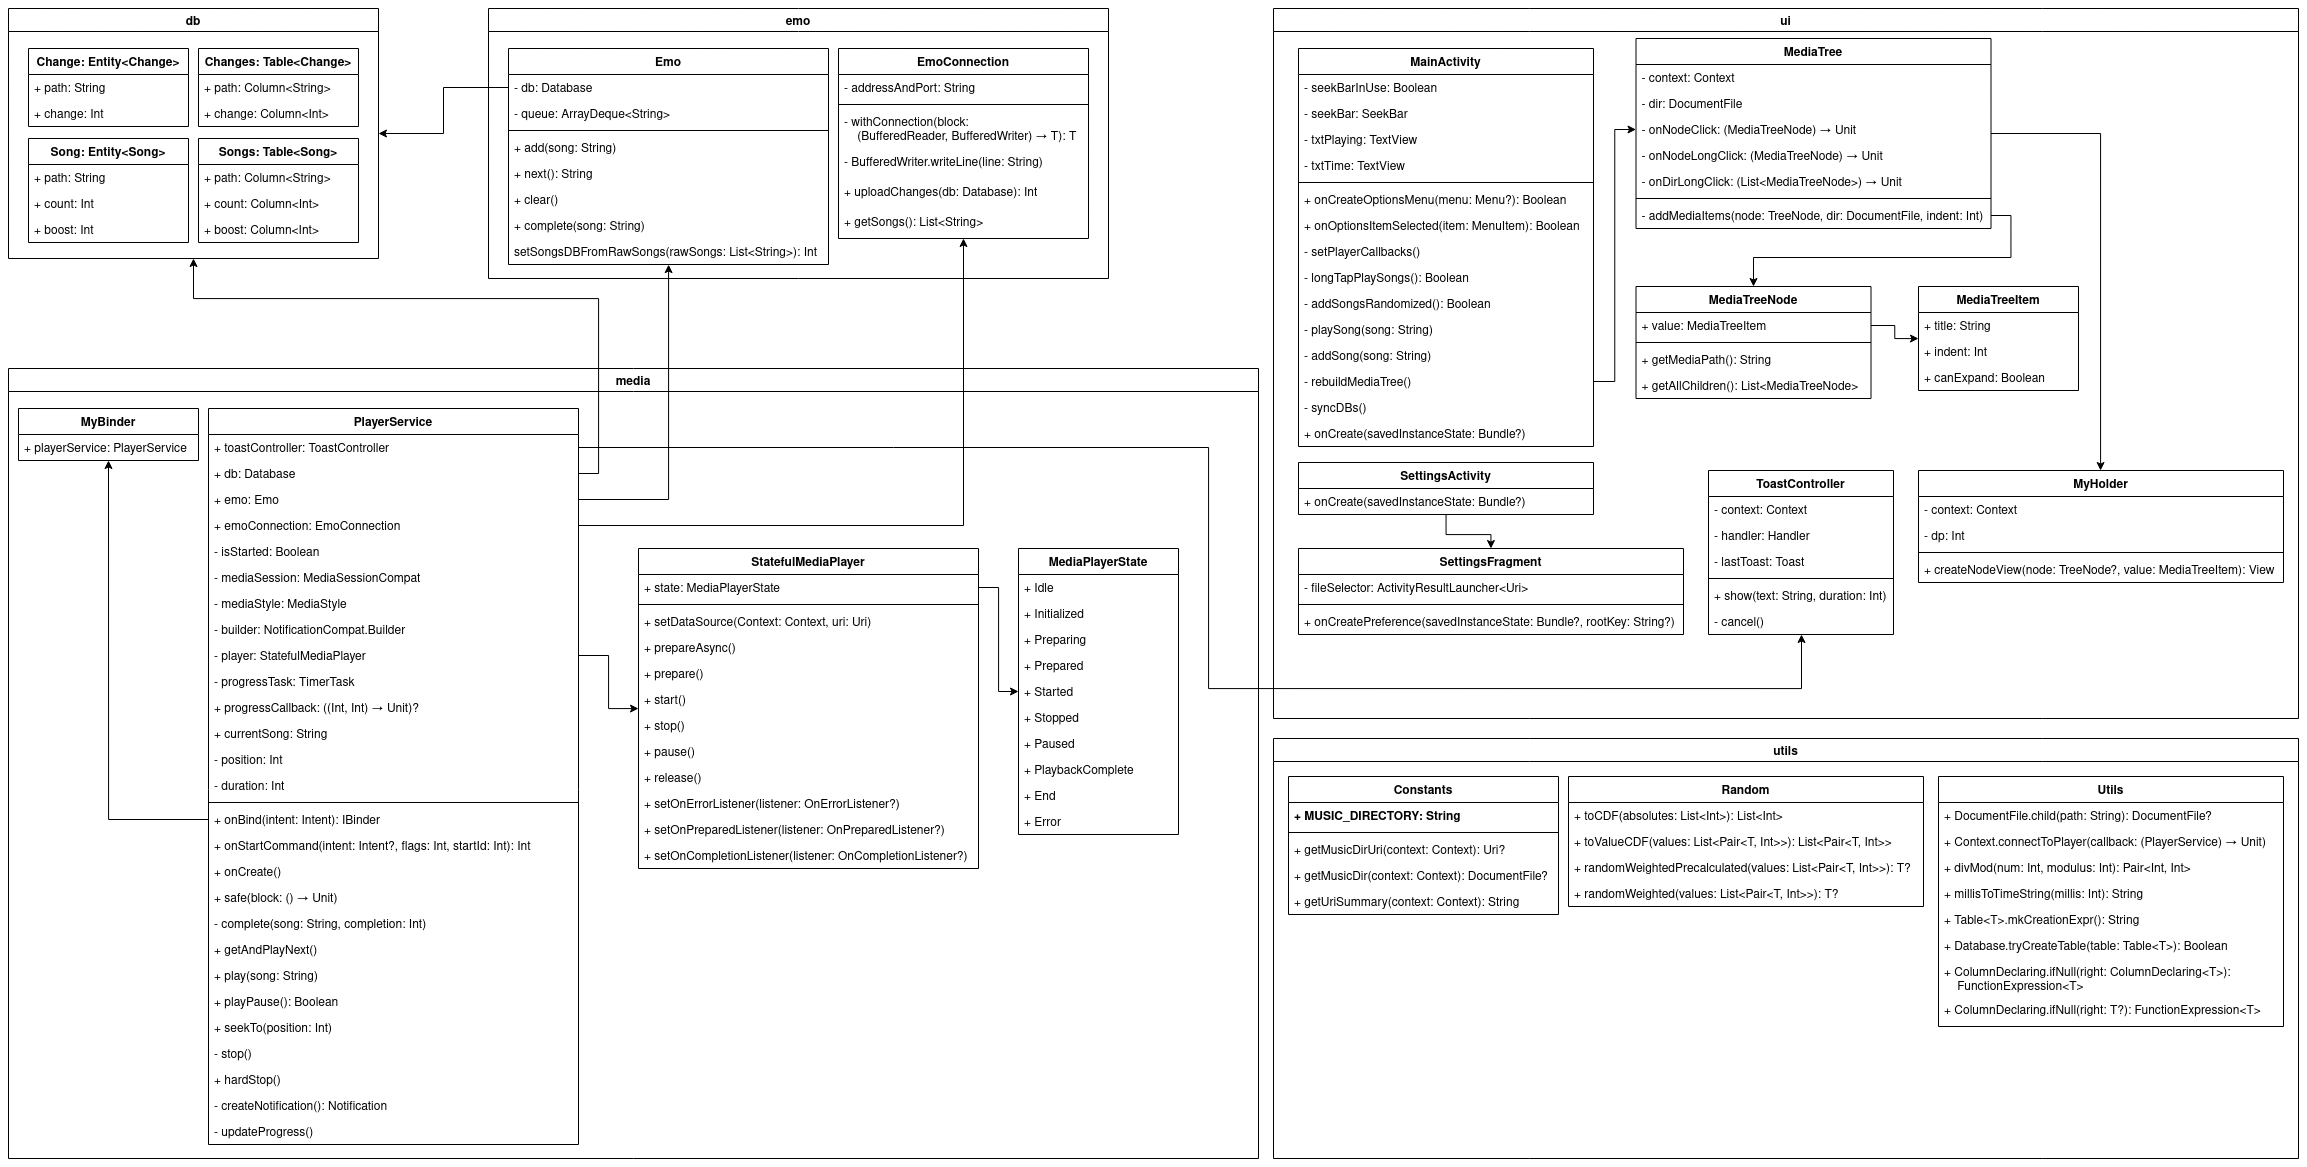 db
Change: Entity<Change>
+ path: String
+ change: Int
Changes: Table<Change>
+ path: Column<String>
+ change: Column<Int>
Song: Entity<Song>
+ path: String
+ count: Int
+ boost: Int
Songs: Table<Song>
+ path: Column<String>
+ count: Column<Int>
+ boost: Column<Int>
emo
Emo
- db: Database
- queue: ArrayDeque<String>
+ add(song: String)
+ next(): String
+ clear()
+ complete(song: String)
setSongsDBFromRawSongs(rawSongs: List<String>): Int
EmoConnection
- addressAndPort: String
- withConnection(block:
(BufferedReader, BufferedWriter) → T): T
- BufferedWriter.writeLine(line: String)
+ uploadChanges(db: Database): Int
+ getSongs(): List<String>
media
MyBinder
+ playerService: PlayerService
PlayerService
+ toastController: ToastController
+ db: Database
+ emo: Emo
+ emoConnection: EmoConnection
- isStarted: Boolean
- mediaSession: MediaSessionCompat
- mediaStyle: MediaStyle
- builder: NotificationCompat.Builder
- player: StatefulMediaPlayer
- progressTask: TimerTask
+ progressCallback: ((Int, Int) → Unit)?
+ currentSong: String
- position: Int
- duration: Int
+ onBind(intent: Intent): IBinder
+ onStartCommand(intent: Intent?, flags: Int, startId: Int): Int
+ onCreate()
+ safe(block: () → Unit)
- complete(song: String, completion: Int)
+ getAndPlayNext()
+ play(song: String)
+ playPause(): Boolean
+ seekTo(position: Int)
- stop()
+ hardStop()
- createNotification(): Notification
- updateProgress()
StatefulMediaPlayer
+ state: MediaPlayerState
+ setDataSource(Context: Context, uri: Uri)
+ prepareAsync()
+ prepare()
+ start()
+ stop()
+ pause()
+ release()
+ setOnErrorListener(listener: OnErrorListener?)
+ setOnPreparedListener(listener: OnPreparedListener?)
+ setOnCompletionListener(listener: OnCompletionListener?)
MediaPlayerState
+ Idle
+ Initialized
+ Preparing
+ Prepared
+ Started
+ Stopped
+ Paused
+ PlaybackComplete
+ End
+ Error
ui
MainActivity
- seekBarInUse: Boolean
- seekBar: SeekBar
- txtPlaying: TextView
- txtTime: TextView
+ onCreateOptionsMenu(menu: Menu?): Boolean
+ onOptionsItemSelected(item: MenuItem): Boolean
- setPlayerCallbacks()
- longTapPlaySongs(): Boolean
- addSongsRandomized(): Boolean
- playSong(song: String)
- addSong(song: String)
- rebuildMediaTree()
- syncDBs()
+ onCreate(savedInstanceState: Bundle?)
MediaTree
- context: Context
- dir: DocumentFile
- onNodeClick: (MediaTreeNode) → Unit
- onNodeLongClick: (MediaTreeNode) → Unit
- onDirLongClick: (List<MediaTreeNode>) → Unit
- addMediaItems(node: TreeNode, dir: DocumentFile, indent: Int)
MediaTreeNode
+ value: MediaTreeItem
+ getMediaPath(): String
+ getAllChildren(): List<MediaTreeNode>
MediaTreeItem
+ title: String
+ indent: Int
+ canExpand: Boolean
SettingsActivity
+ onCreate(savedInstanceState: Bundle?)
SettingsFragment
- fileSelector: ActivityResultLauncher<Uri>
+ onCreatePreference(savedInstanceState: Bundle?, rootKey: String?)
ToastController
- context: Context
- handler: Handler
- lastToast: Toast
+ show(text: String, duration: Int)
- cancel()
MyHolder
- context: Context
- dp: Int
+ createNodeView(node: TreeNode?, value: MediaTreeItem): View
utils
Constants
+ MUSIC_DIRECTORY: String
+ getMusicDirUri(context: Context): Uri?
+ getMusicDir(context: Context): DocumentFile?
+ getUriSummary(context: Context): String
Random
+ toCDF(absolutes: List<Int>): List<Int>
+ toValueCDF(values: List<Pair<T, Int>>): List<Pair<T, Int>>
+ randomWeightedPrecalculated(values: List<Pair<T, Int>>): T?
+ randomWeighted(values: List<Pair<T, Int>>): T?
Utils
+ DocumentFile.child(path: String): DocumentFile?
+ Context.connectToPlayer(callback: (PlayerService) → Unit)
+ divMod(num: Int, modulus: Int): Pair<Int, Int>
+ millisToTimeString(millis: Int): String
+ Table<T>.mkCreationExpr(): String
+ Database.tryCreateTable(table: Table<T>): Boolean
+ ColumnDeclaring.ifNull(right: ColumnDeclaring<T>):
FunctionExpression<T>
+ ColumnDeclaring.ifNull(right: T?): FunctionExpression<T>